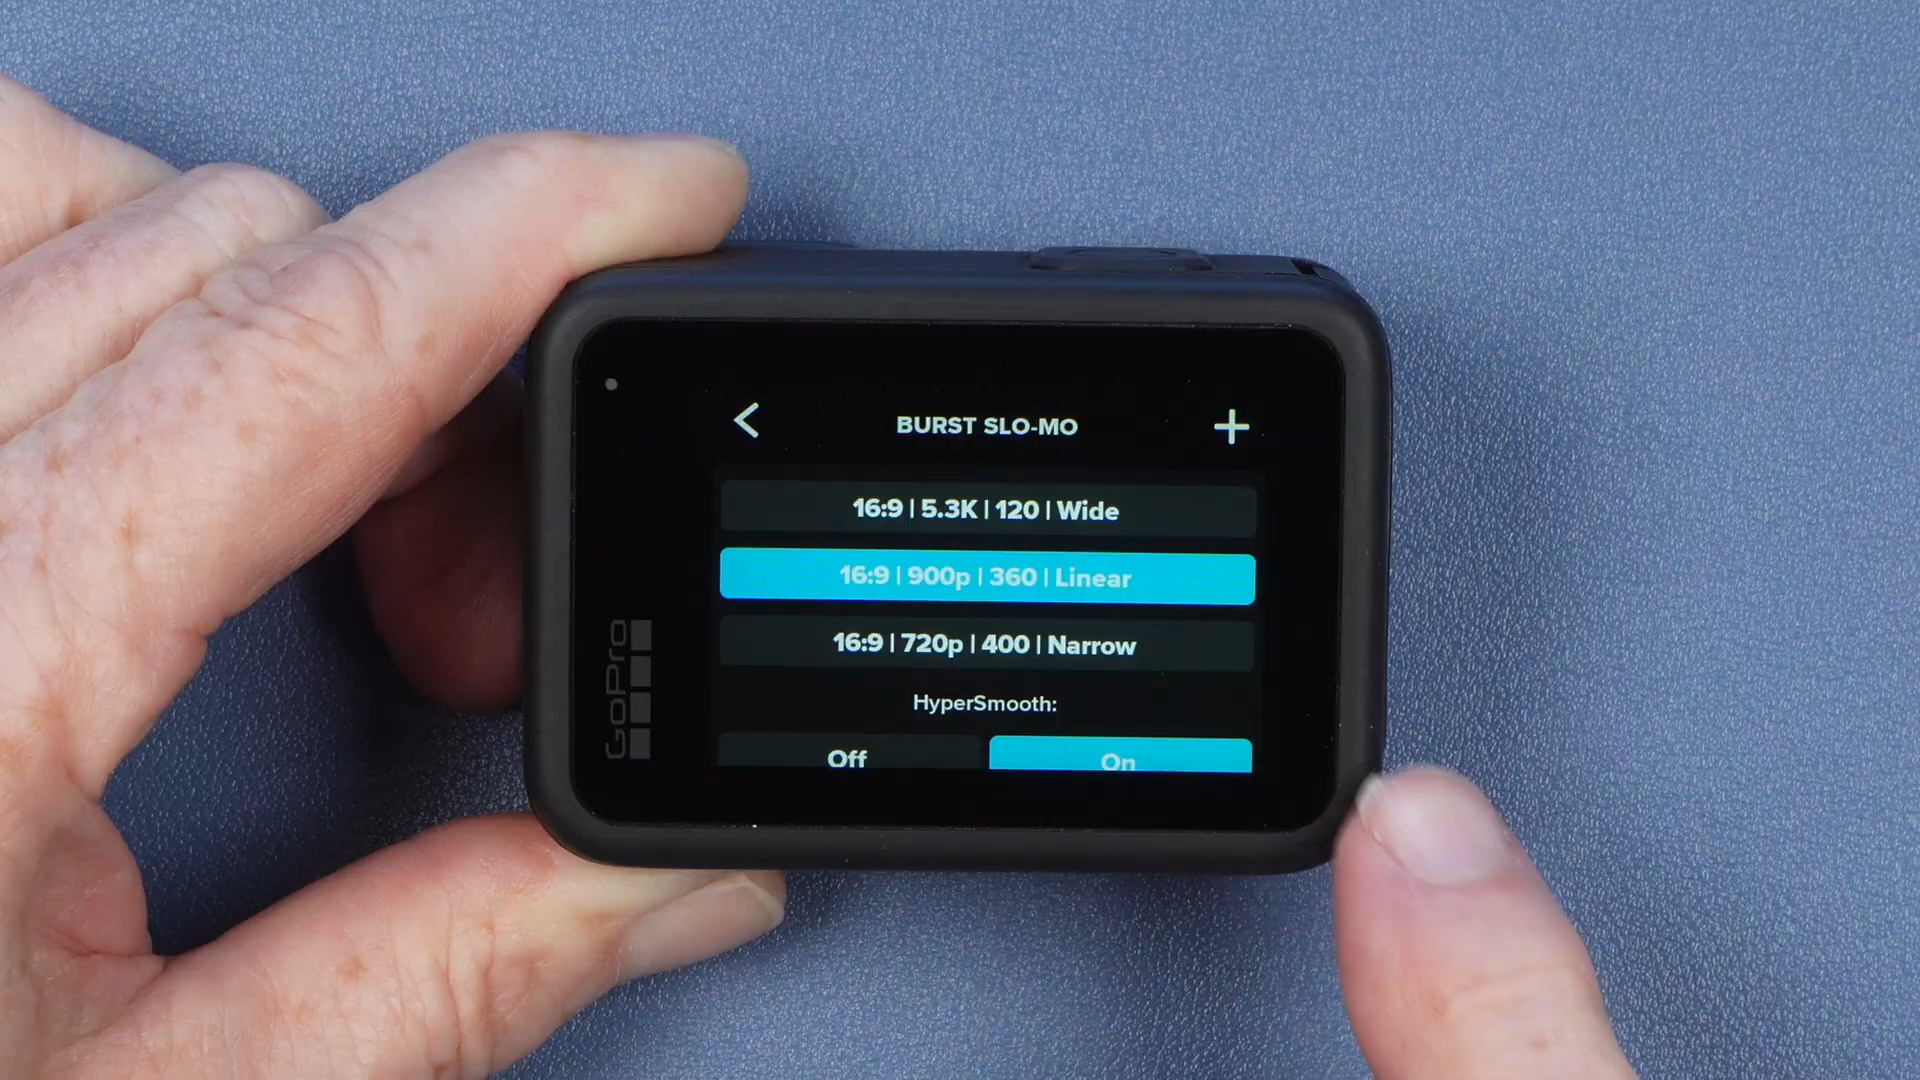 BURST SLO-MO
16:9 | 5.3K | 120 | Wide
16:9 | 900p | 360 | Linear
16:9 | 720p | 400 | Narrow
HyperSmooth:
Off On
GoPro